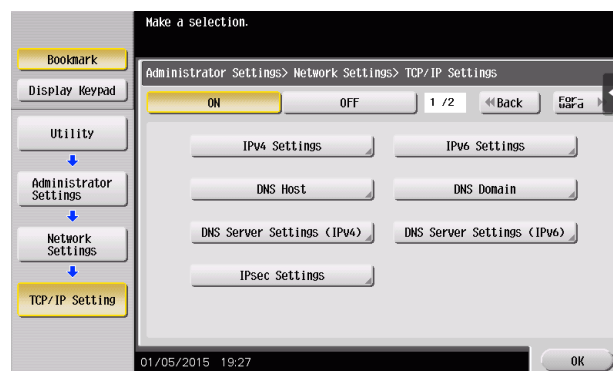 Make a selection.
Bookmark
Display Keypad
Utility
Administrator
Settings
Network
Settings
TCP/IP Setting
Administrator Settings> Network Settings> TCP/IP Settings
ON
OFF
1 /2
Back
For-
ward
IPv4 Settings
IPv6 Settings
DNS Host
DNS Domain
DNS Server Settings (IPv4)
DNS Server Settings (IPv6)
IPsec Settings
01/05/2015 19:27
OK